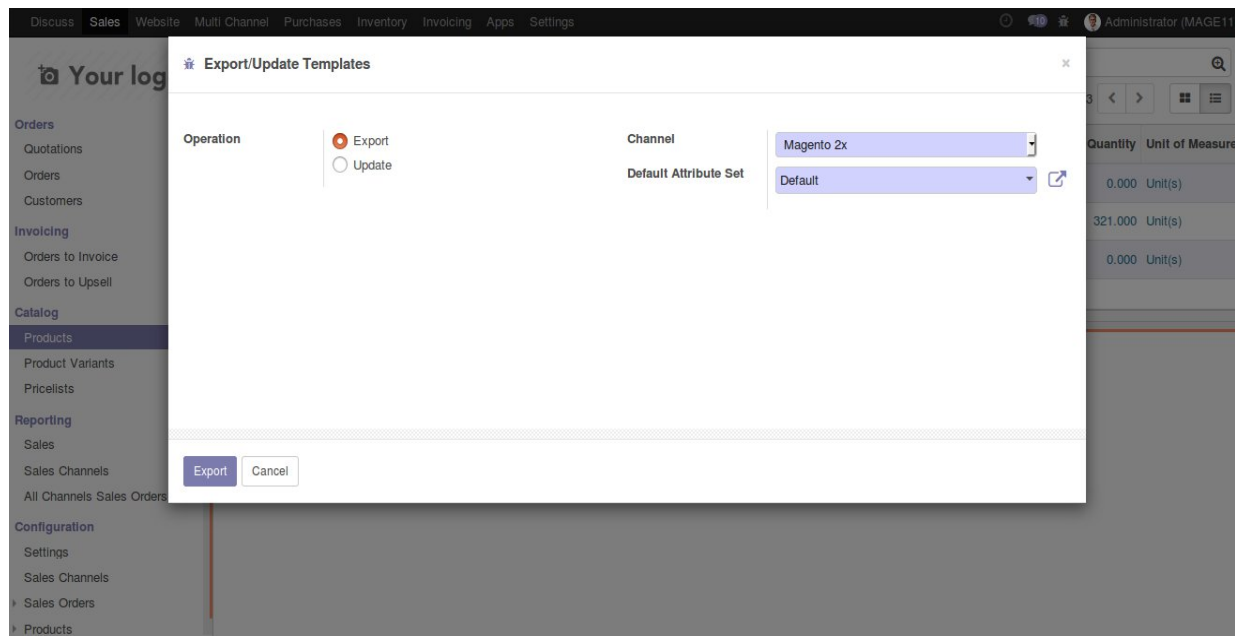 Discuss Sales Website Multi Channel Purchases Inventory Invoicing Apps Settings 10 Administrator (MAGE11
Your log
Export/Update Templates ×
3
Orders
Quotations
Orders
Customers
Invoicing
Orders to Invoice
Orders to Upsell
Catalog
Products
Product Variants
Pricelists
Reporting
Sales
Sales Channels
All Channels Sales Orders
Configuration
Settings
Sales Channels
Sales Orders
Products
Operation
Export
Update
Channel Magento 2x
Default Attribute Set Default
Export Cancel
Quantity Unit of Measure
0.000 Unit(s)
321.000 Unit(s)
0.000 Unit(s)